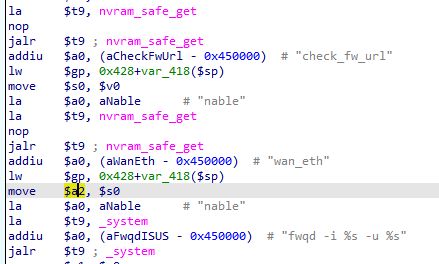 la $t9, nvram_safe_get
nop
jalr $t9 ; nvram_safe_get
addiu $a0, (aCheckFwUrl - 0x450000) # "check_fw_url"
lw $gp, 0x428+var_418($sp)
move $s0, $v0
la $a0, aNable # "nable"
la $t9, nvram_safe_get
nop
jalr $t9 ; nvram_safe_get
addiu $a0, (aWanEth - 0x450000) # "wan_eth"
lw $gp, 0x428+var_418($sp)
move $a2, $s0
la $a0, aNable # "nable"
la $t9, _system
addiu $a0, (aFwqdISUS - 0x450000) # "fwqd -i %s -u %s"
jalr $t9 ; _system